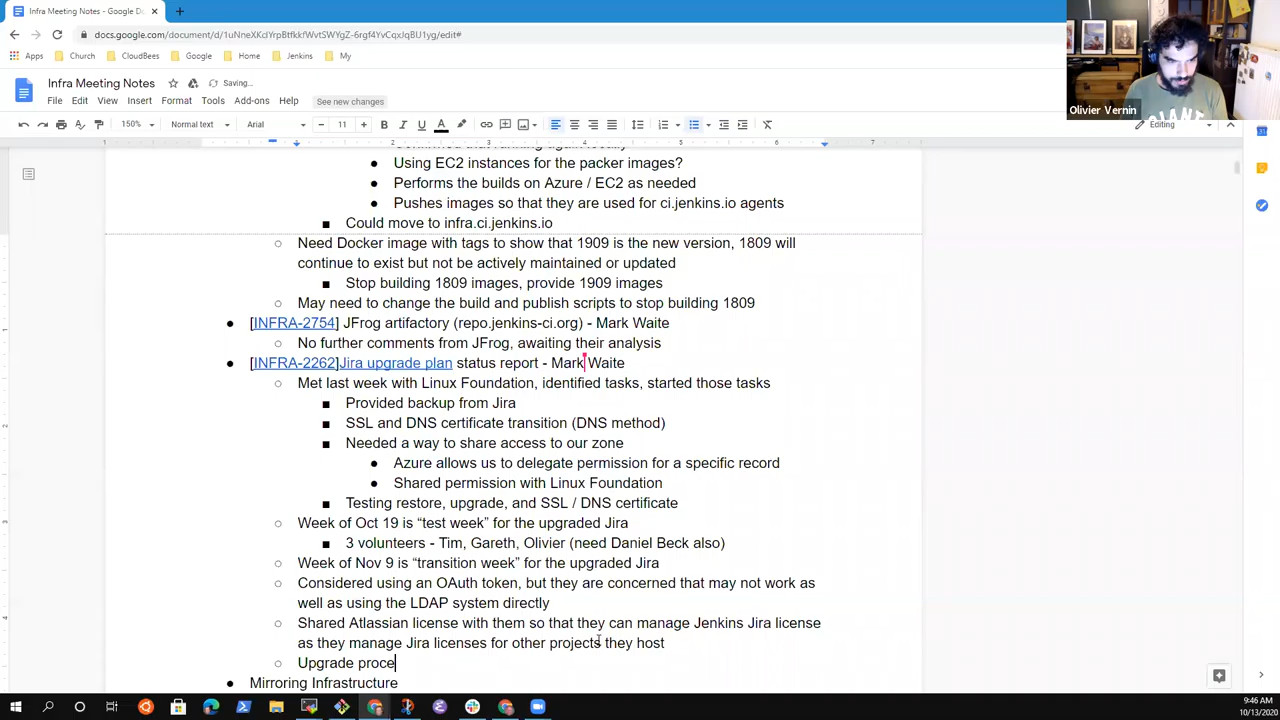 Infra Meeting Notes - Google D
docs.google.com/document/d/1uNneXKclYrpBtfkkfWvtSWYgZ-6rgf4YvCqxIqBU1yg/edit#
Apps Church CloudBees Google Home Jenkins My
Infra Meeting Notes Saving...
File Edit View Insert Format Tools Add-ons Help See new changes
150% Normal text Arial 11 Editing
Olivier Vernin
1 2 3 4 5 6 7
Using EC2 instances for the packer images?
Performs the builds on Azure / EC2 as needed
Pushes images so that they are used for ci.jenkins.io agents
Could move to infra.ci.jenkins.io
Need Docker image with tags to show that 1909 is the new version, 1809 will
continue to exist but not be actively maintained or updated
Stop building 1809 images, provide 1909 images
May need to change the build and publish scripts to stop building 1809
[INFRA-2754] JFrog artifactory (repo.jenkins-ci.org) - Mark Waite
No further comments from JFrog, awaiting their analysis
[INFRA-2262]Jira upgrade plan status report - Mark Waite
Met last week with Linux Foundation, identified tasks, started those tasks
Provided backup from Jira
SSL and DNS certificate transition (DNS method)
Needed a way to share access to our zone
Azure allows us to delegate permission for a specific record
Shared permission with Linux Foundation
Testing restore, upgrade, and SSL / DNS certificate
Week of Oct 19 is “test week” for the upgraded Jira
3 volunteers - Tim, Gareth, Olivier (need Daniel Beck also)
Week of Nov 9 is “transition week” for the upgraded Jira
Considered using an OAuth token, but they are concerned that may not work as
well as using the LDAP system directly
Shared Atlassian license with them so that they can manage Jenkins Jira license
as they manage Jira licenses for other projects they host
Upgrade proce
Mirroring Infrastructure
9:46 AM
10/13/2020